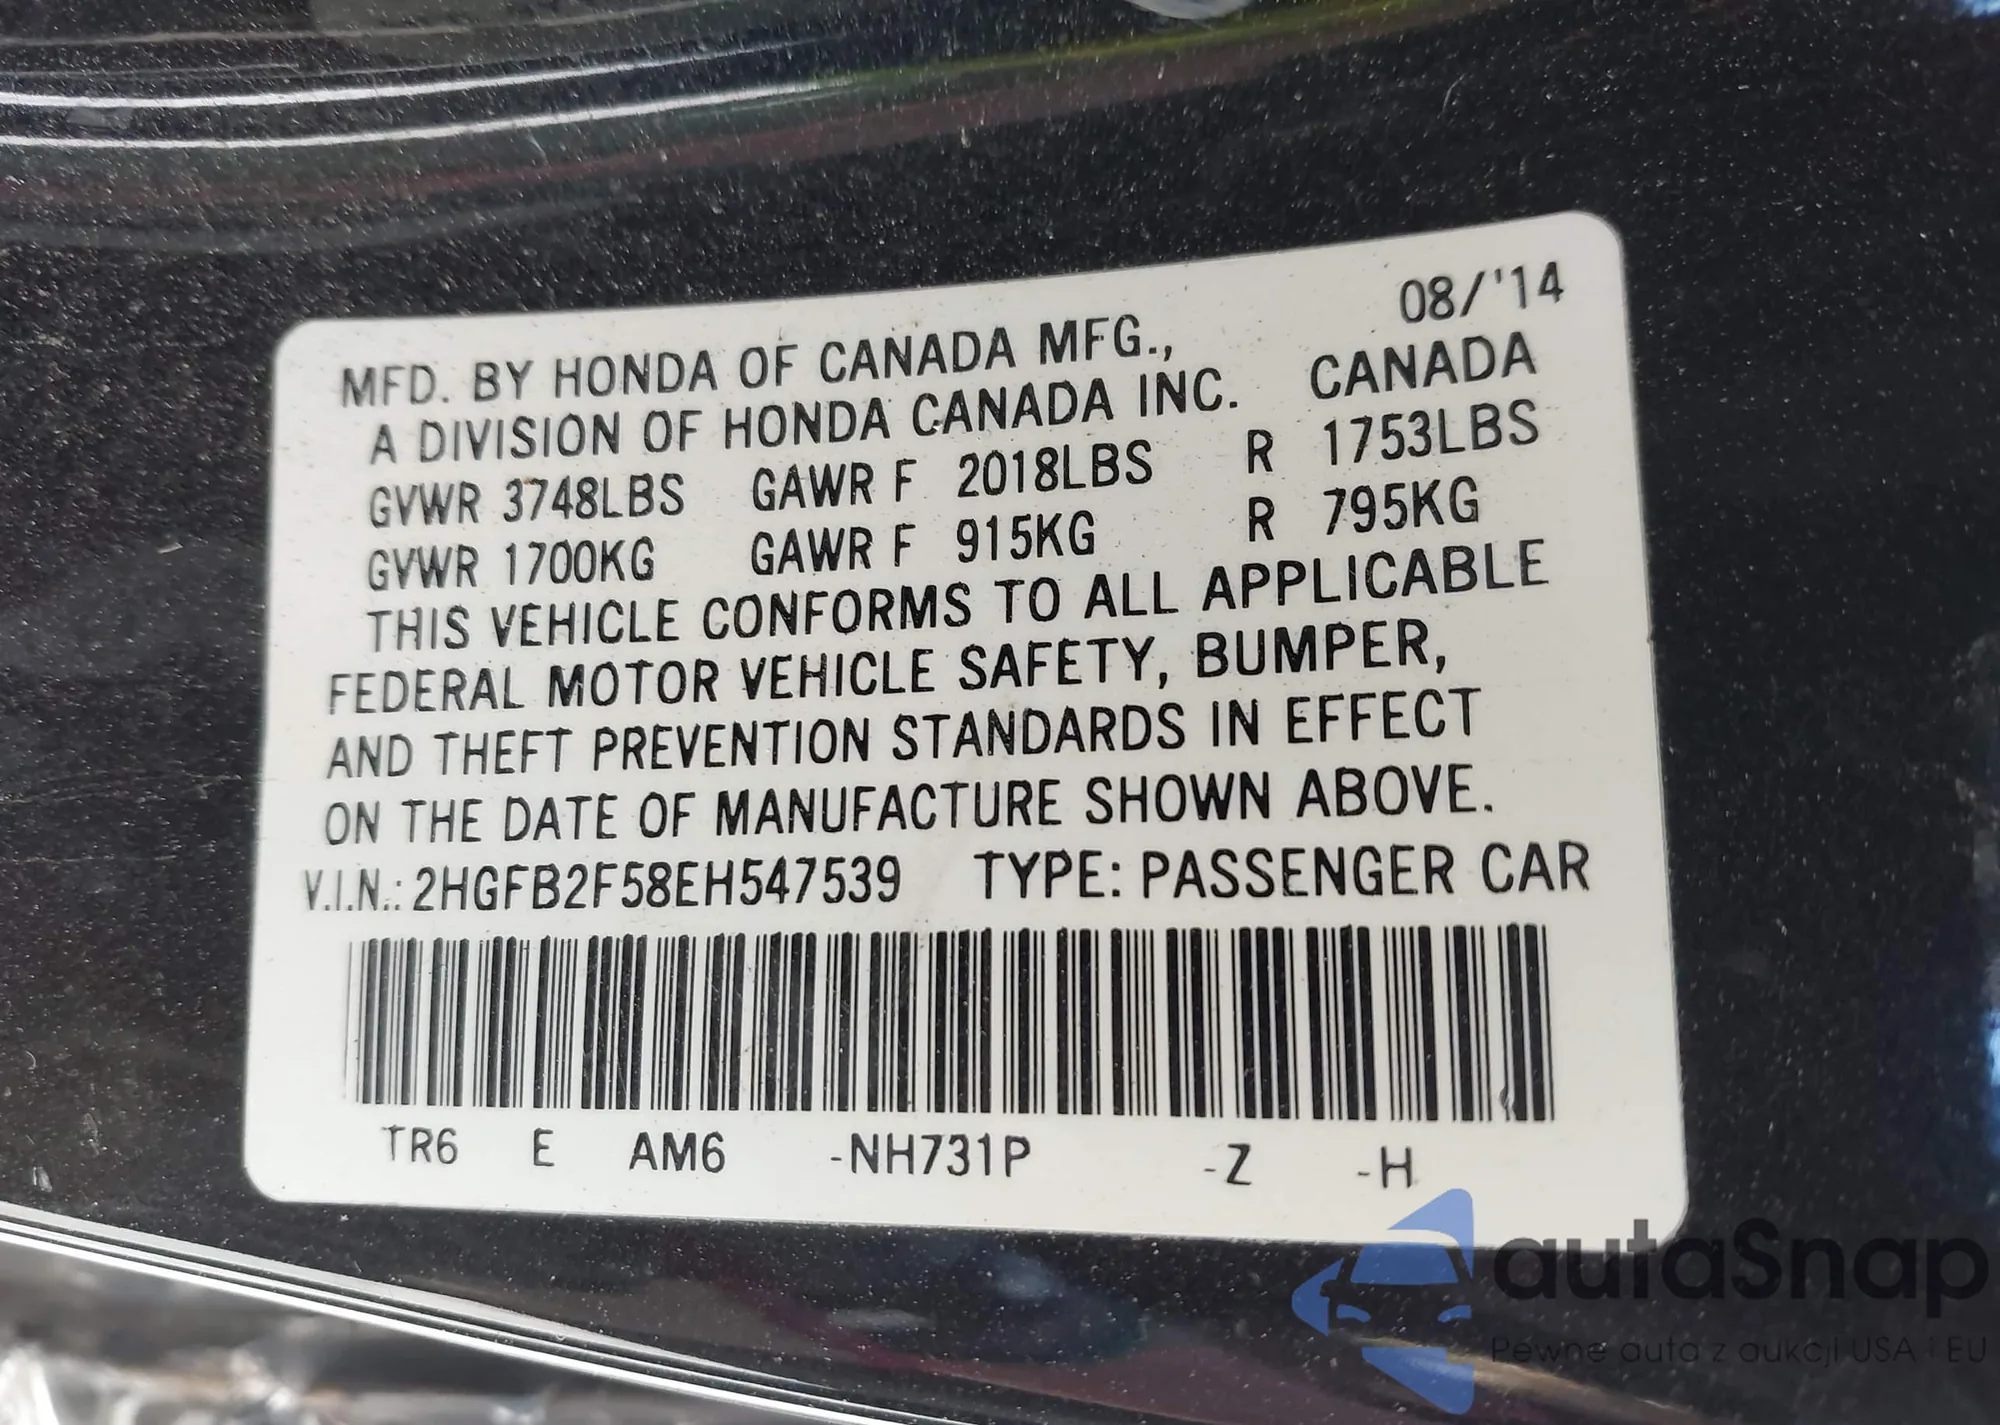 08/'14
MFD. BY HONDA OF CANADA MFG.,
A DIVISION OF HONDA CANADA INC. CANADA
GVWR 3748LBS GAWR F 2018LBS R 1753LBS
GVWR 1700KG GAWR F 915KG R 795KG
THIS VEHICLE CONFORMS TO ALL APPLICABLE
FEDERAL MOTOR VEHICLE SAFETY, BUMPER,
AND THEFT PREVENTION STANDARDS IN EFFECT
ON THE DATE OF MANUFACTURE SHOWN ABOVE.
V.I.N.: 2HGFB2F58EH547539 TYPE: PASSENGER CAR
TR6 E AM6 -NH731P -Z -H
autaSnap
Pewne auta z aukcji USA i EU